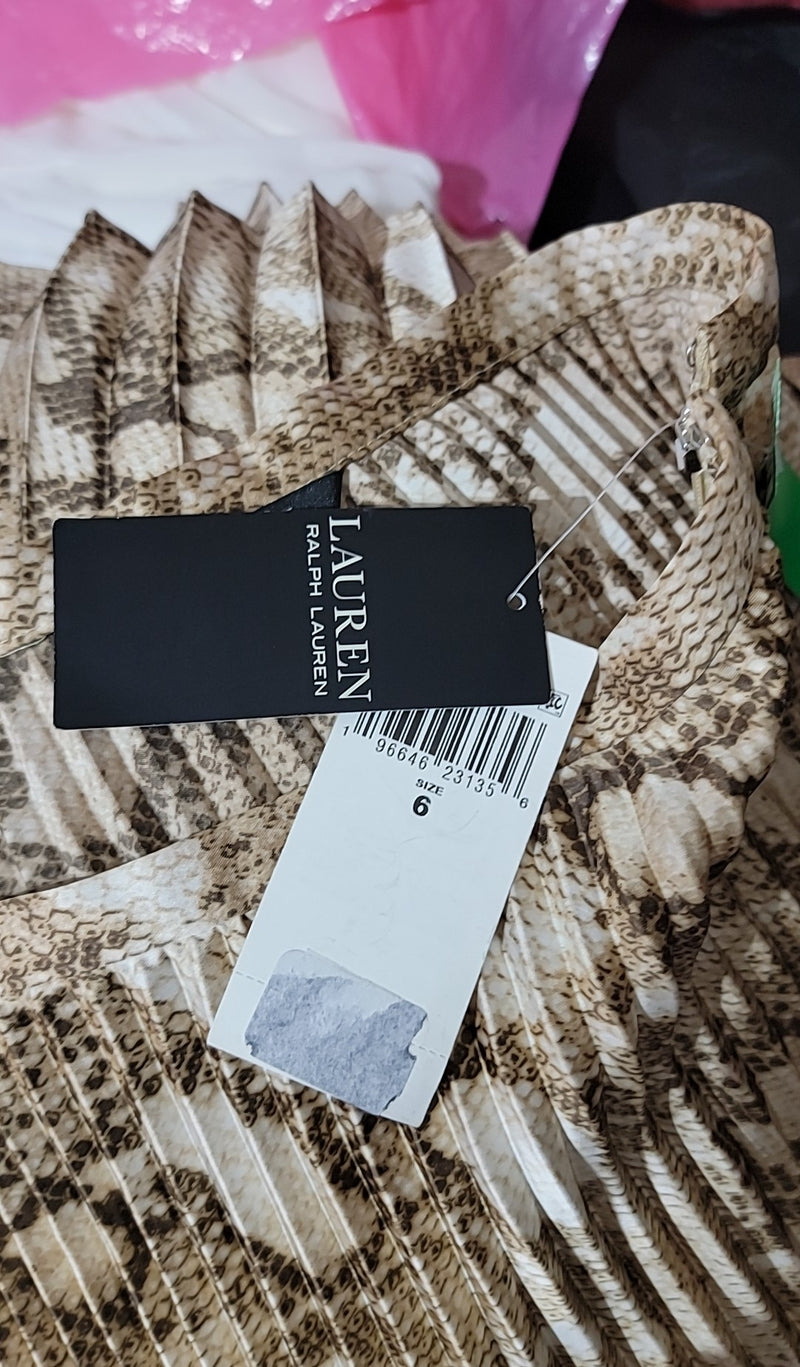 LAUREN
RALPH LAUREN
1 96646 23135 6
SIZE
6